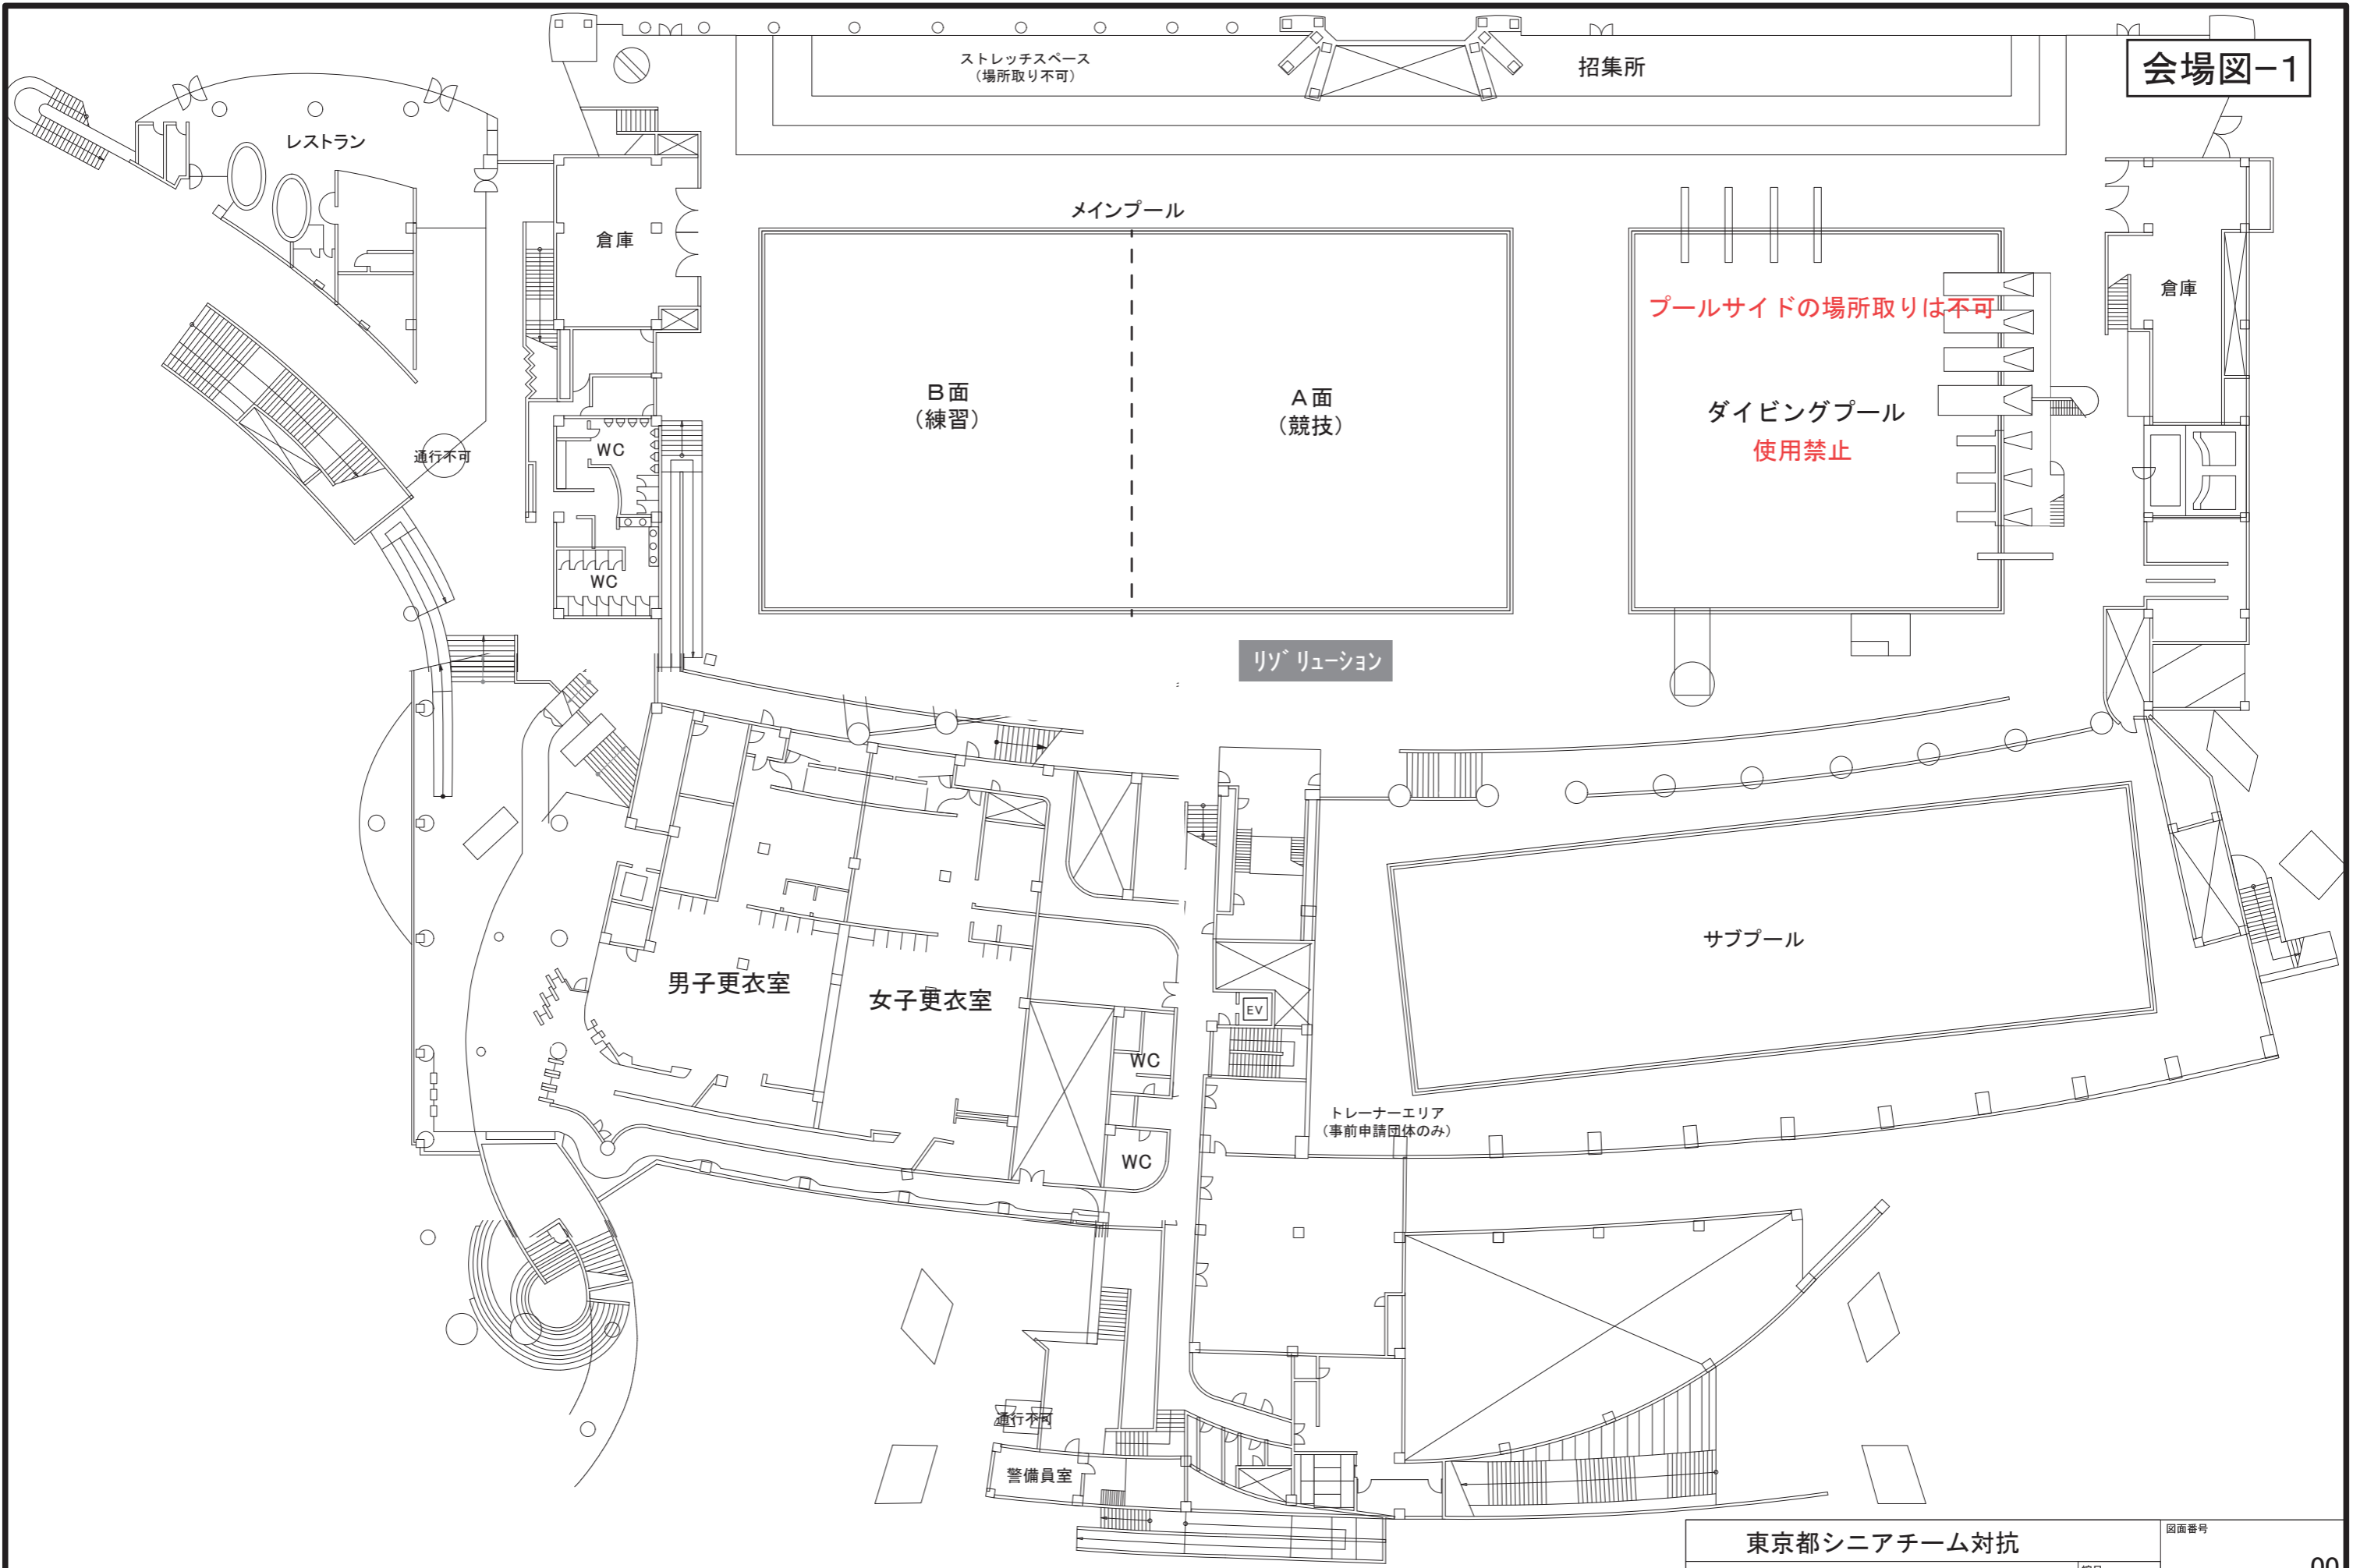 会場図-1
ストレッチスペース
(場所取り不可)
招集所
レストラン
メインプール
倉庫
倉庫
プールサイドの場所取りは不可
B面
(練習)
A面
(競技)
ダイビングプール
使用禁止
通行不可
WC
WC
リゾリューション
サブプール
男子更衣室
女子更衣室
EV
WC
トレーナーエリア
(事前申請団体のみ)
WC
通行不可
警備員室
東京都シニアチーム対抗
図面番号
00